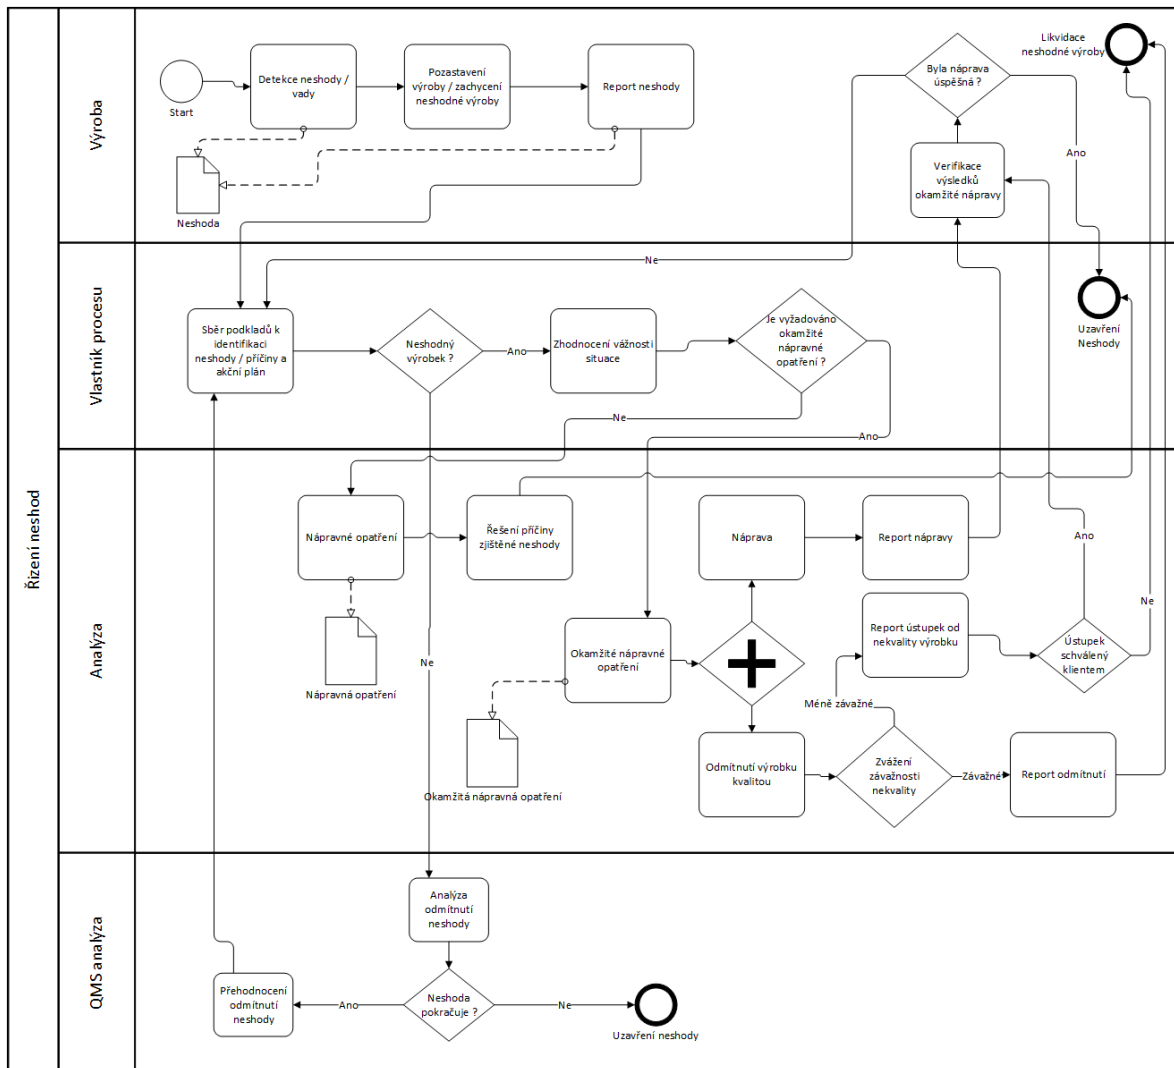 Řízení neshod
Výroba
Start
Detekce neshody /
vady
Pozastavení
výroby / zachycení
neshodné výroby
Report neshody
Neshoda
Byla náprava
úspěšná ?
Likvidace
neshodné výroby
Ano
Verifikace
výsledků
okamžité nápravy
Vlastník procesu
Ne
Sběr podkladů k
identifikaci
neshody / příčiny a
akční plán
Neshodný
výrobek ?
Ano
Zhodnocení vážnosti
situace
Je vyžadováno
okamžité
nápravné
opatření ?
Uzavření
Neshody
Ne
Ano
Analýza
Nápravné opatření
Řešení příčiny
zjištěné neshody
Nápravná opatření
Náprava
Report nápravy
Ano
Ne
Report ústupek od
nekvality výrobku
Ústupek
schválený
klientem
Okamžité nápravné
opatření
Okamžitá nápravná opatření
Ne
Méně závažné
Odmítnutí výrobku
kvalitou
Zvážení
závažnosti
nekvality
Závažné
Report odmítnutí
QMS analýza
Analýza
odmítnutí
neshody
Přehodnocení
odmítnutí
neshody
Ano
Neshoda
pokračuje ?
Ne
Uzavření neshody